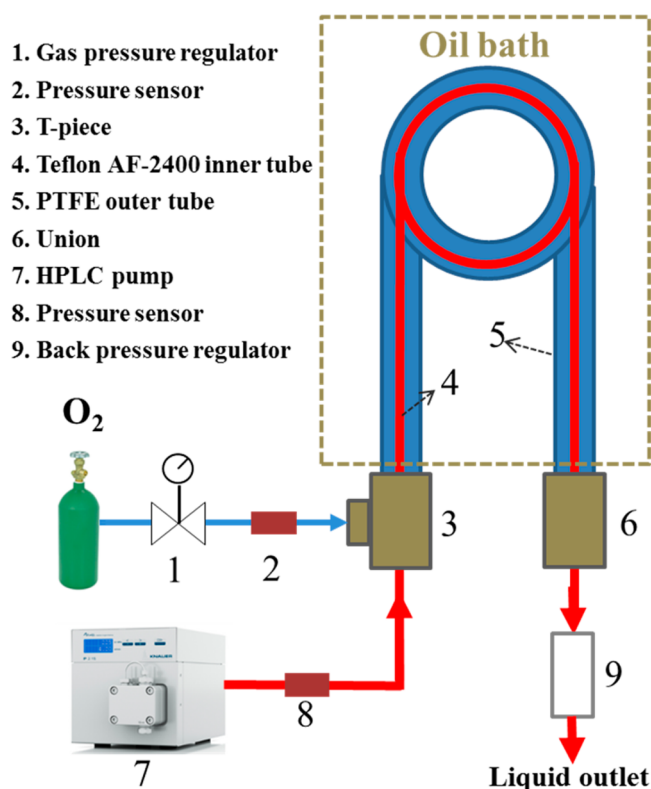 1. Gas pressure regulator
2. Pressure sensor
3. T-piece
4. Teflon AF-2400 inner tube
5. PTFE outer tube
6. Union
7. HPLC pump
8. Pressure sensor
9. Back pressure regulator
Oil bath
5
4
O₂
3
6
1
2
KNAUER
9
8
7
Liquid outlet